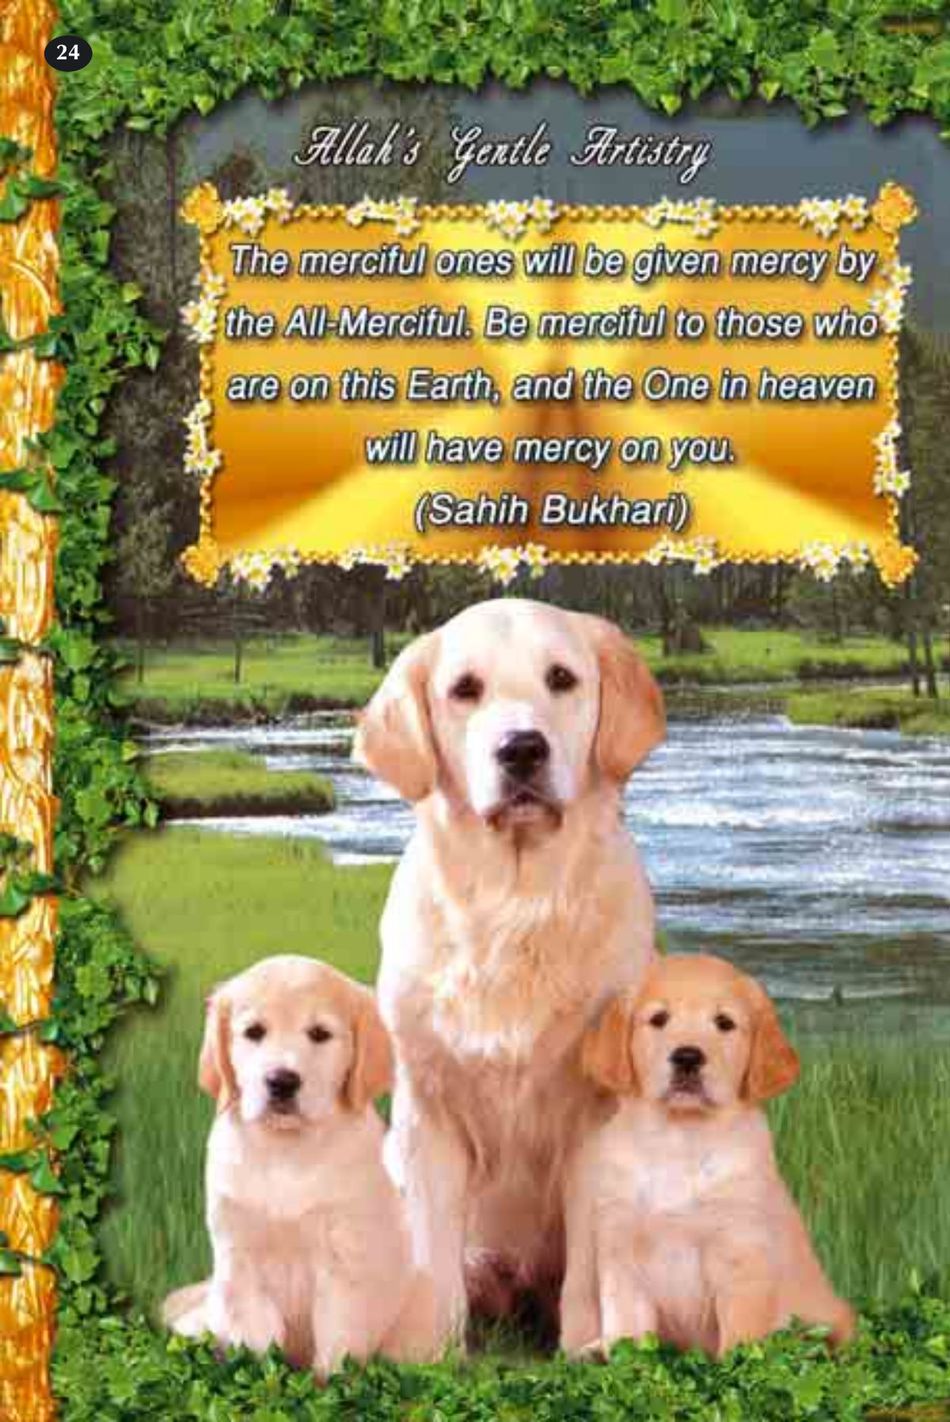 24
Allah's Gentle Artistry
The merciful ones will be given mercy by
the All-Merciful. Be merciful to those who
are on this Earth, and the One in heaven
will have mercy on you.
(Sahih Bukhari)